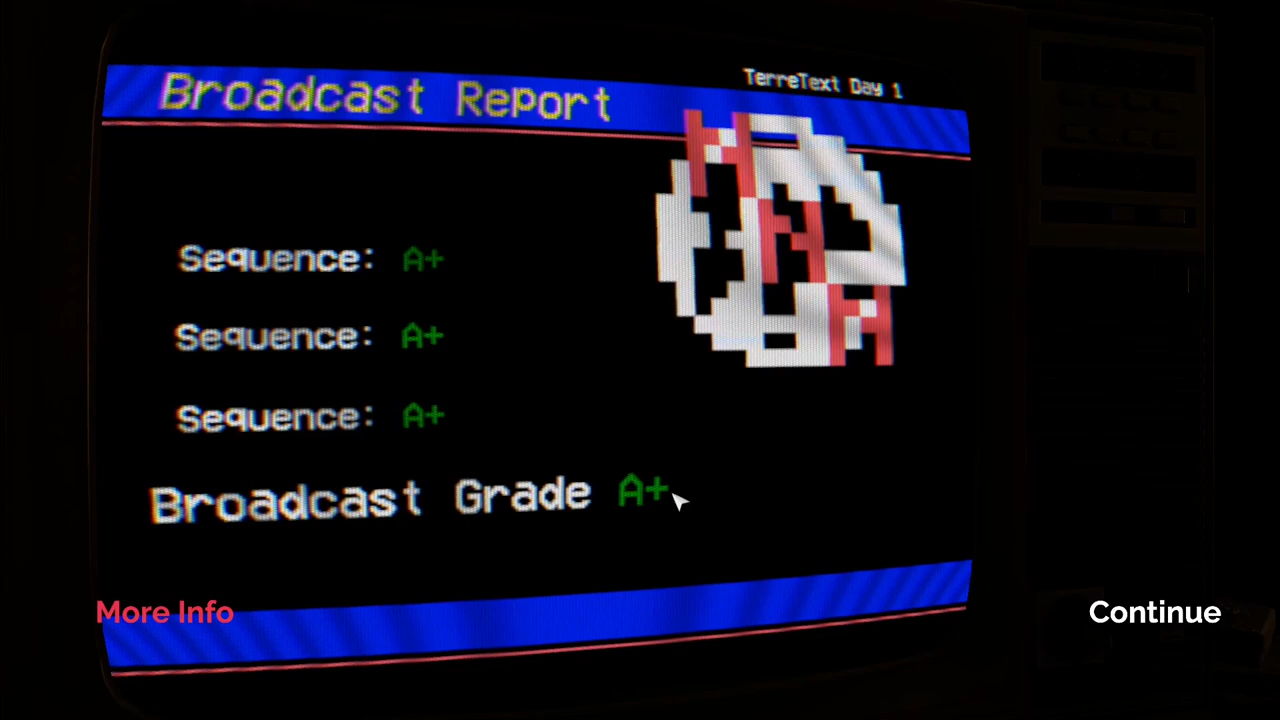 TerreText Day 1
Broadcast Report
N
N
N
Sequence: A+
Sequence: A+
Sequence: A+
Broadcast Grade A+
More Info
Continue